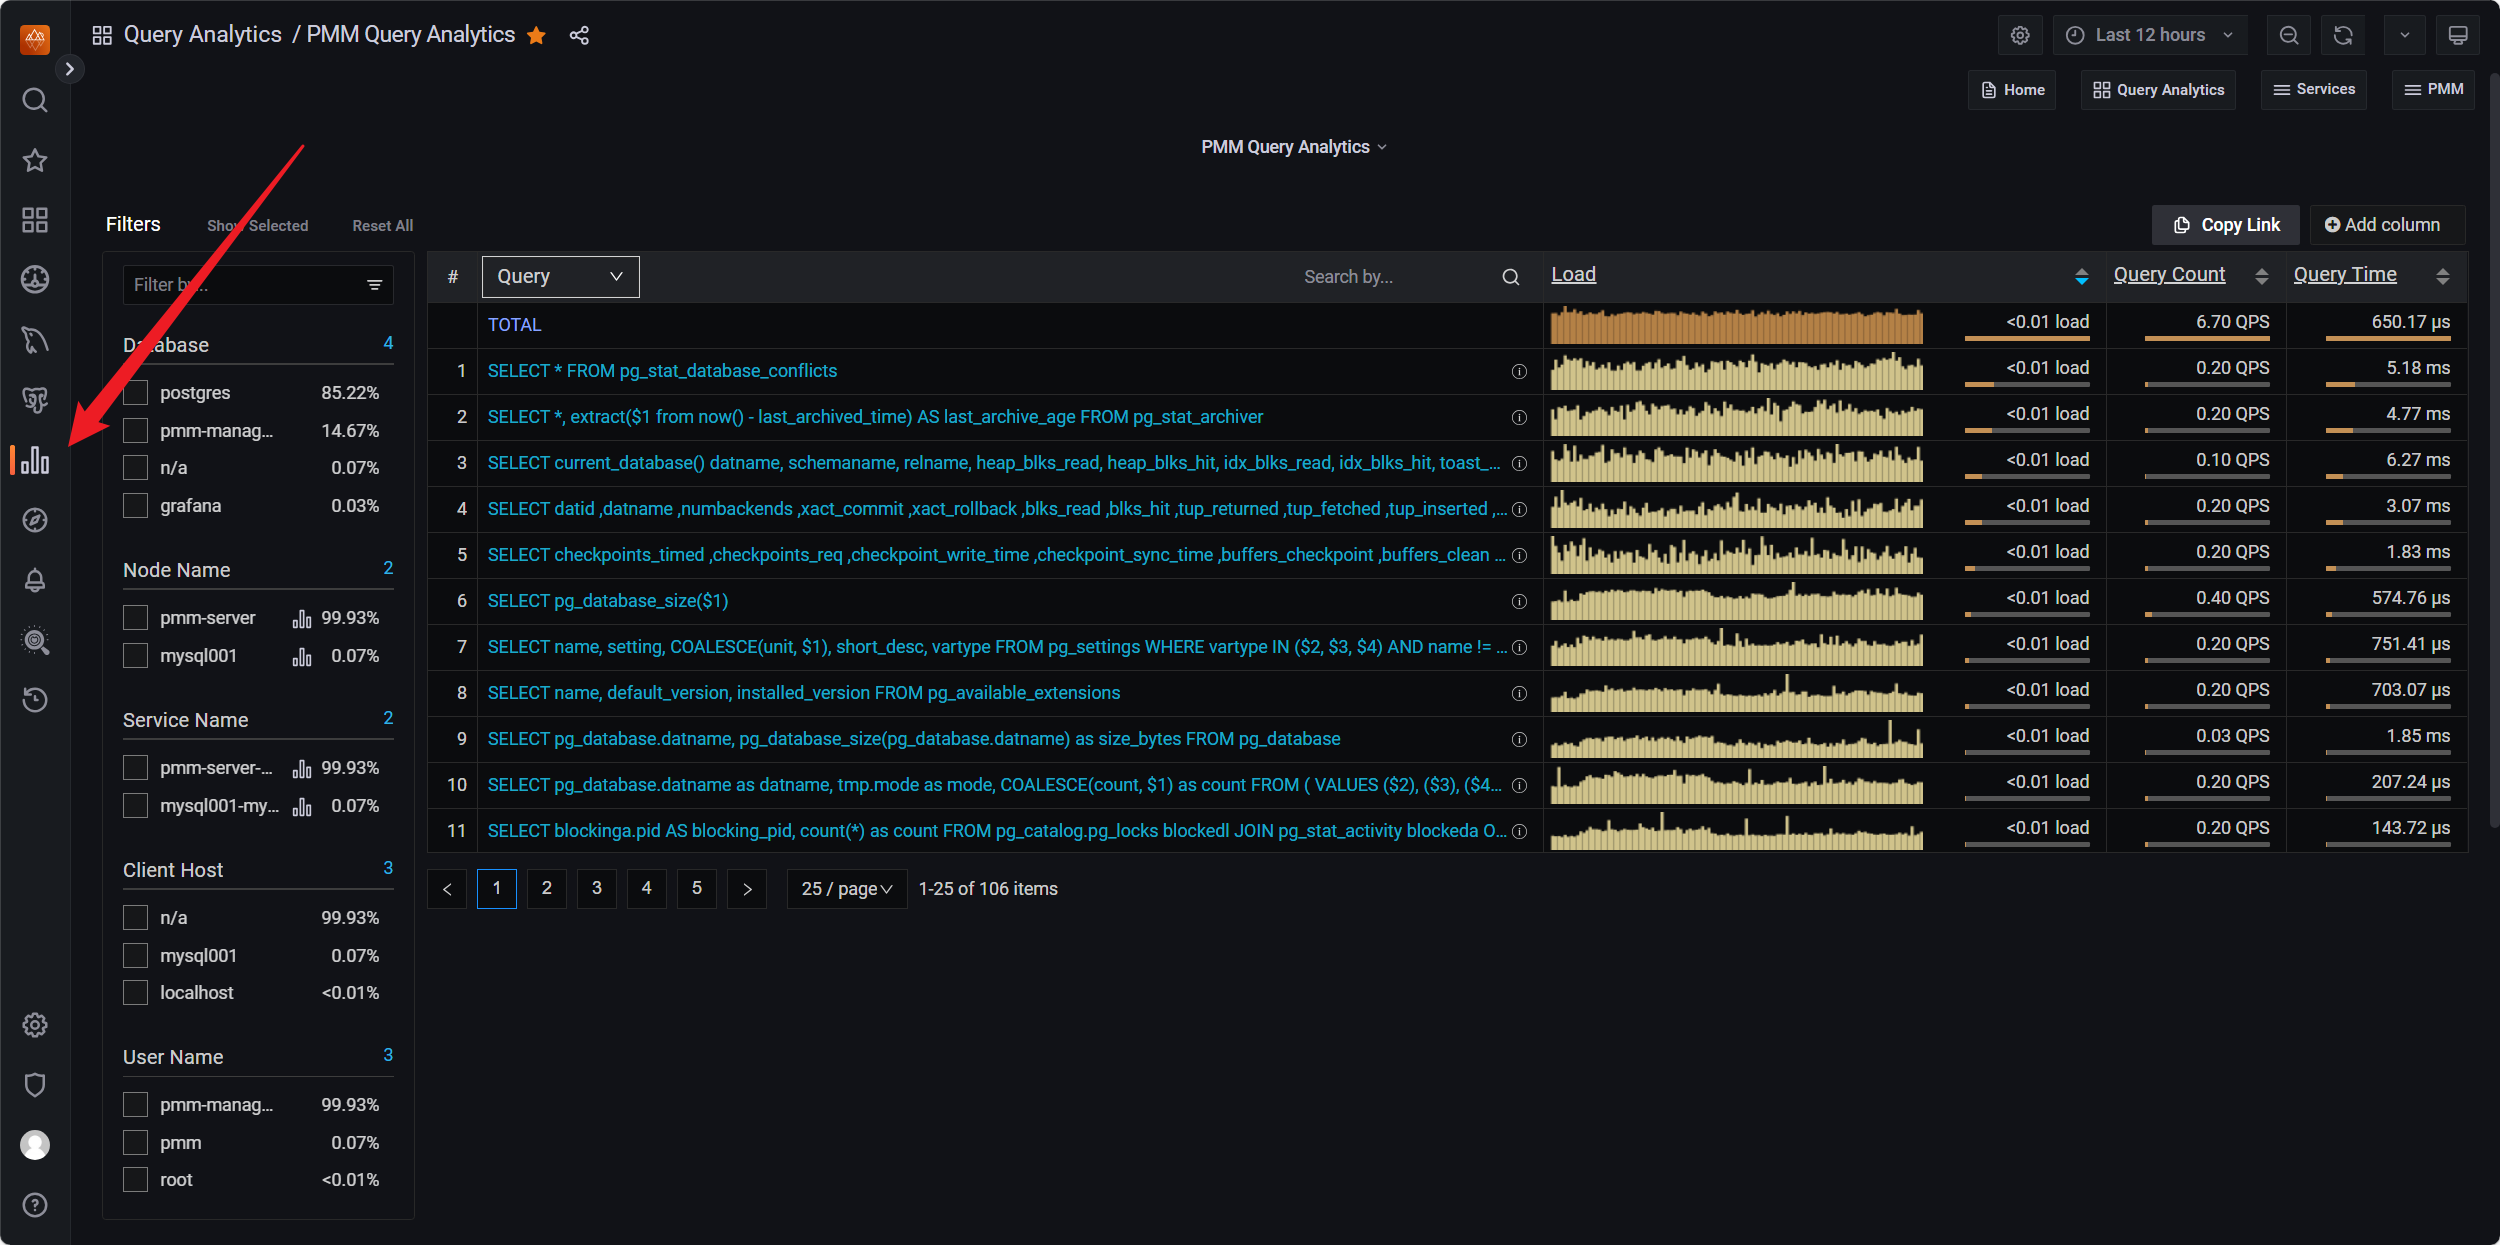 Query Analytics / PMM Query Analytics
Last 12 hours
Home
Query Analytics
Services
PMM
PMM Query Analytics
Filters
Show Selected
Reset All
Copy Link
Add column
Filter by...
Database 4
postgres 85.22%
pmm-manag... 14.67%
n/a 0.07%
grafana 0.03%
Node Name 2
pmm-server 99.93%
mysql001 0.07%
Service Name 2
pmm-server-... 99.93%
mysql001-my... 0.07%
Client Host 3
n/a 99.93%
mysql001 0.07%
localhost <0.01%
User Name 3
pmm-manag... 99.93%
pmm 0.07%
root <0.01%
# Query Search by... Load Query Count Query Time
TOTAL <0.01 load 6.70 QPS 650.17 µs
1 SELECT * FROM pg_stat_database_conflicts <0.01 load 0.20 QPS 5.18 ms
2 SELECT *, extract($1 from now() - last_archived_time) AS last_archive_age FROM pg_stat_archiver <0.01 load 0.20 QPS 4.77 ms
3 SELECT current_database() datname, schemaname, relname, heap_blks_read, heap_blks_hit, idx_blks_read, idx_blks_hit, toast_... <0.01 load 0.10 QPS 6.27 ms
4 SELECT datid ,datname ,numbackends ,xact_commit ,xact_rollback ,blks_read ,blks_hit ,tup_returned ,tup_fetched ,tup_inserted ,... <0.01 load 0.20 QPS 3.07 ms
5 SELECT checkpoints_timed ,checkpoints_req ,checkpoint_write_time ,checkpoint_sync_time ,buffers_checkpoint ,buffers_clean ... <0.01 load 0.20 QPS 1.83 ms
6 SELECT pg_database_size($1) <0.01 load 0.40 QPS 574.76 µs
7 SELECT name, setting, COALESCE(unit, $1), short_desc, vartype FROM pg_settings WHERE vartype IN ($2, $3, $4) AND name != ... <0.01 load 0.20 QPS 751.41 µs
8 SELECT name, default_version, installed_version FROM pg_available_extensions <0.01 load 0.20 QPS 703.07 µs
9 SELECT pg_database.datname, pg_database_size(pg_database.datname) as size_bytes FROM pg_database <0.01 load 0.03 QPS 1.85 ms
10 SELECT pg_database.datname as datname, tmp.mode as mode, COALESCE(count, $1) as count FROM ( VALUES ($2), ($3), ($4... <0.01 load 0.20 QPS 207.24 µs
11 SELECT blockinga.pid AS blocking_pid, count(*) as count FROM pg_catalog.pg_locks blockedl JOIN pg_stat_activity blockeda O... <0.01 load 0.20 QPS 143.72 µs
< 1 2 3 4 5 > 25 / page 1-25 of 106 items